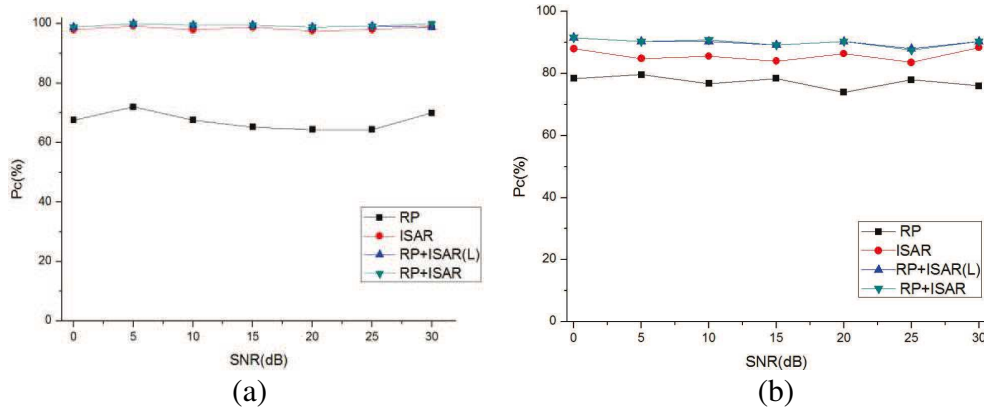 100
80
60
40
20
0
Pc(%)
0 5 10 15 20 25 30
SNR(dB)
RP
ISAR
RP+ISAR(L)
RP+ISAR
(a)
100
80
60
40
20
0
Pc(%)
0 5 10 15 20 25 30
SNR(dB)
RP
ISAR
RP+ISAR(L)
RP+ISAR
(b)